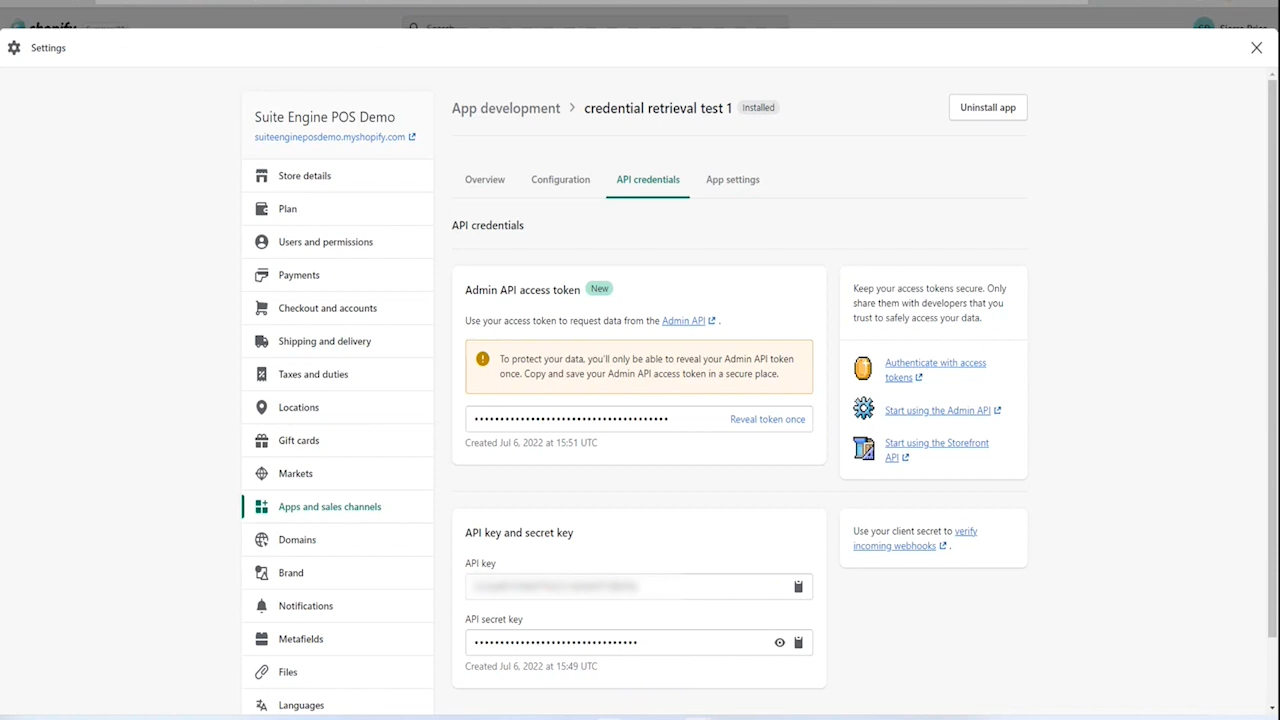 shopify
Search
Settings
Suite Engine POS Demo
suiteengineposdemo.myshopify.com
Store details
Plan
Users and permissions
Payments
Checkout and accounts
Shipping and delivery
Taxes and duties
Locations
Gift cards
Markets
Apps and sales channels
Domains
Brand
Notifications
Metafields
Files
Languages
App development
credential retrieval test 1
Installed
Uninstall app
Overview
Configuration
API credentials
App settings
API credentials
Admin API access token
New
Use your access token to request data from the Admin API .
To protect your data, you'll only be able to reveal your Admin API token
once. Copy and save your Admin API access token in a secure place.
••••••••••••••••••••••••••••••••••••••
Reveal token once
Created Jul 6, 2022 at 15:51 UTC
Keep your access tokens secure. Only
share them with developers that you
trust to safely access your data.
Authenticate with access
tokens
Start using the Admin API
Start using the Storefront
API
API key and secret key
API key
API secret key
••••••••••••••••••••••••••••••••
Created Jul 6, 2022 at 15:49 UTC
Use your client secret to verify
incoming webhooks .